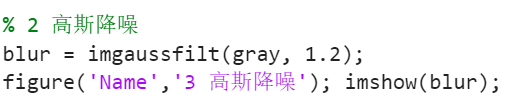 % 2 高斯降噪
blur = imgaussfilt(gray, 1.2);
figure('Name','3 高斯降噪'); imshow(blur);